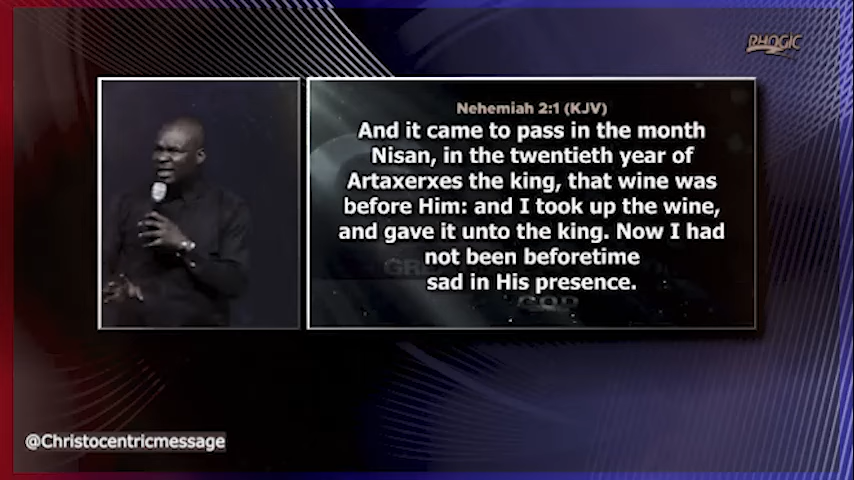 RHOGIC
Nehemiah 2:1 (KJV)
And it came to pass in the month
Nisan, in the twentieth year of
Artaxerxes the king, that wine was
before Him: and I took up the wine,
and gave it unto the king. Now I had
not been beforetime
sad in His presence.
GOD
@Christocentricmessage